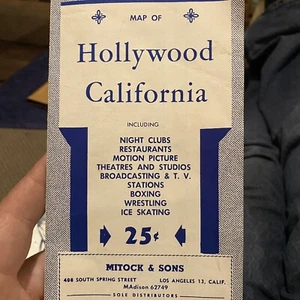 MAP OF
Hollywood
California
INCLUDING
NIGHT CLUBS
RESTAURANTS
MOTION PICTURE
THEATRES AND STUDIOS
BROADCASTING & T. V.
STATIONS
BOXING
WRESTLING
ICE SKATING
25¢
MITOCK & SONS
488 SOUTH SPRING STREET LOS ANGELES 13, CALIF.
MAdison 62749
SOLE DISTRIBUTORS